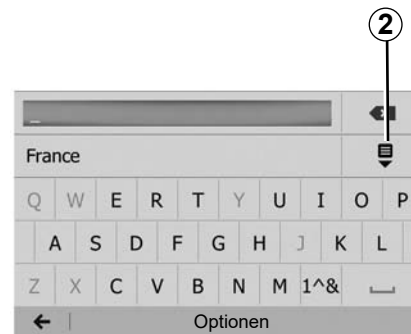 2
_
France
Q W E R T Y U I O P
A S D F G H J K L
Z X C V B N M 1^&
Optionen